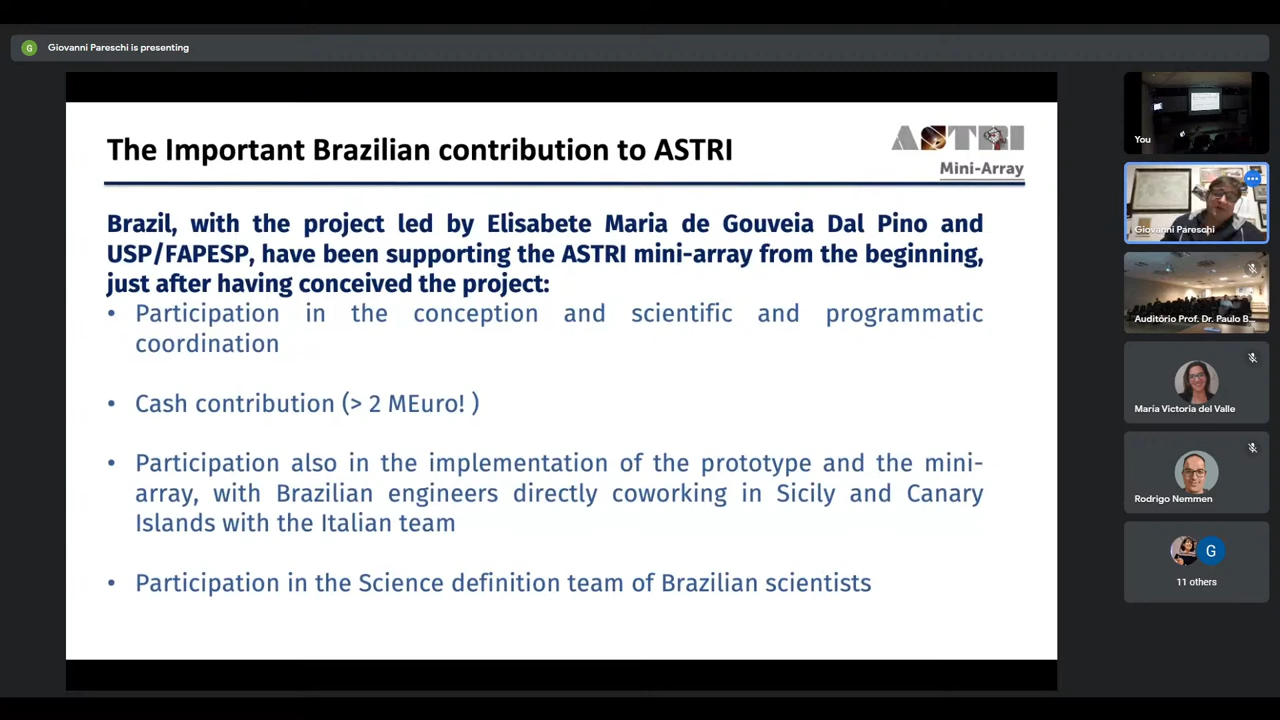 G
Giovanni Pareschi is presenting
The Important Brazilian contribution to ASTRI
ASTRI
Mini-Array
Brazil, with the project led by Elisabete Maria de Gouveia Dal Pino and
USP/FAPESP, have been supporting the ASTRI mini-array from the beginning,
just after having conceived the project:
• Participation in the conception and scientific and programmatic
coordination
• Cash contribution (> 2 MEuro! )
• Participation also in the implementation of the prototype and the mini-
array, with Brazilian engineers directly coworking in Sicily and Canary
Islands with the Italian team
• Participation in the Science definition team of Brazilian scientists
You
Giovanni Pareschi
Auditório Prof. Dr. Paulo B...
Maria Victoria del Valle
Rodrigo Nemmen
G
11 others